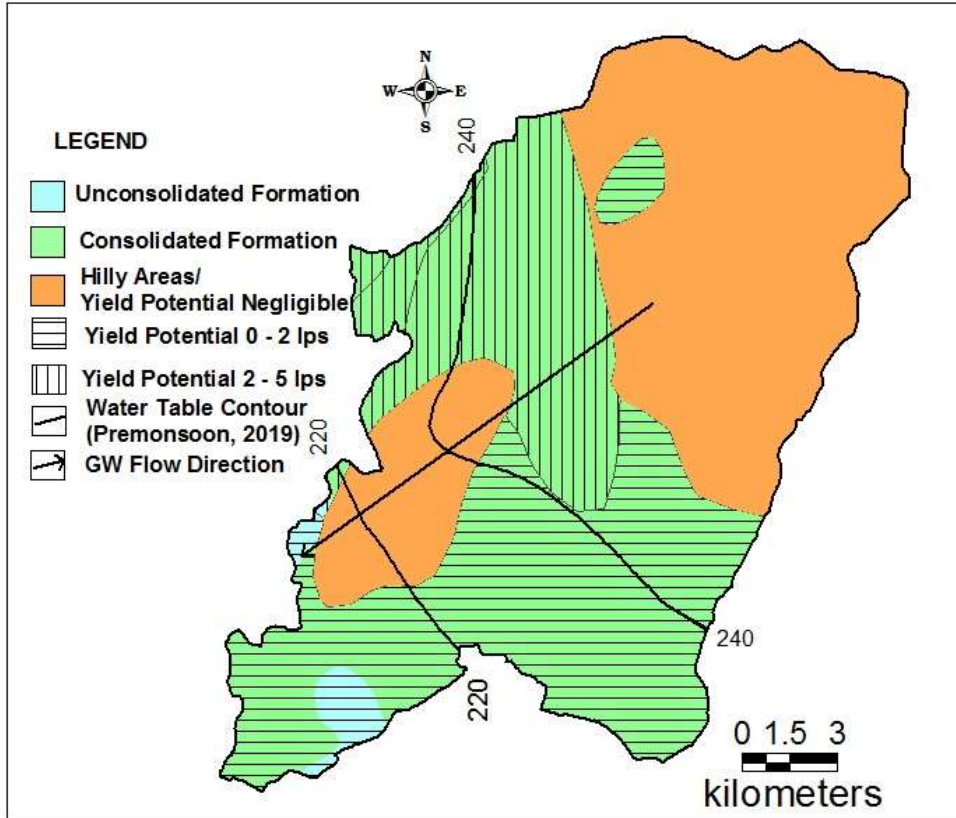 N
W E
S
240
LEGEND
Unconsolidated Formation
Consolidated Formation
Hilly Areas/
Yield Potential Negligible
Yield Potential 0 - 2 lps
Yield Potential 2 - 5 lps
Water Table Contour
(Premonsoon, 2019)
220
GW Flow Direction
240
220
0 1.5 3
kilometers